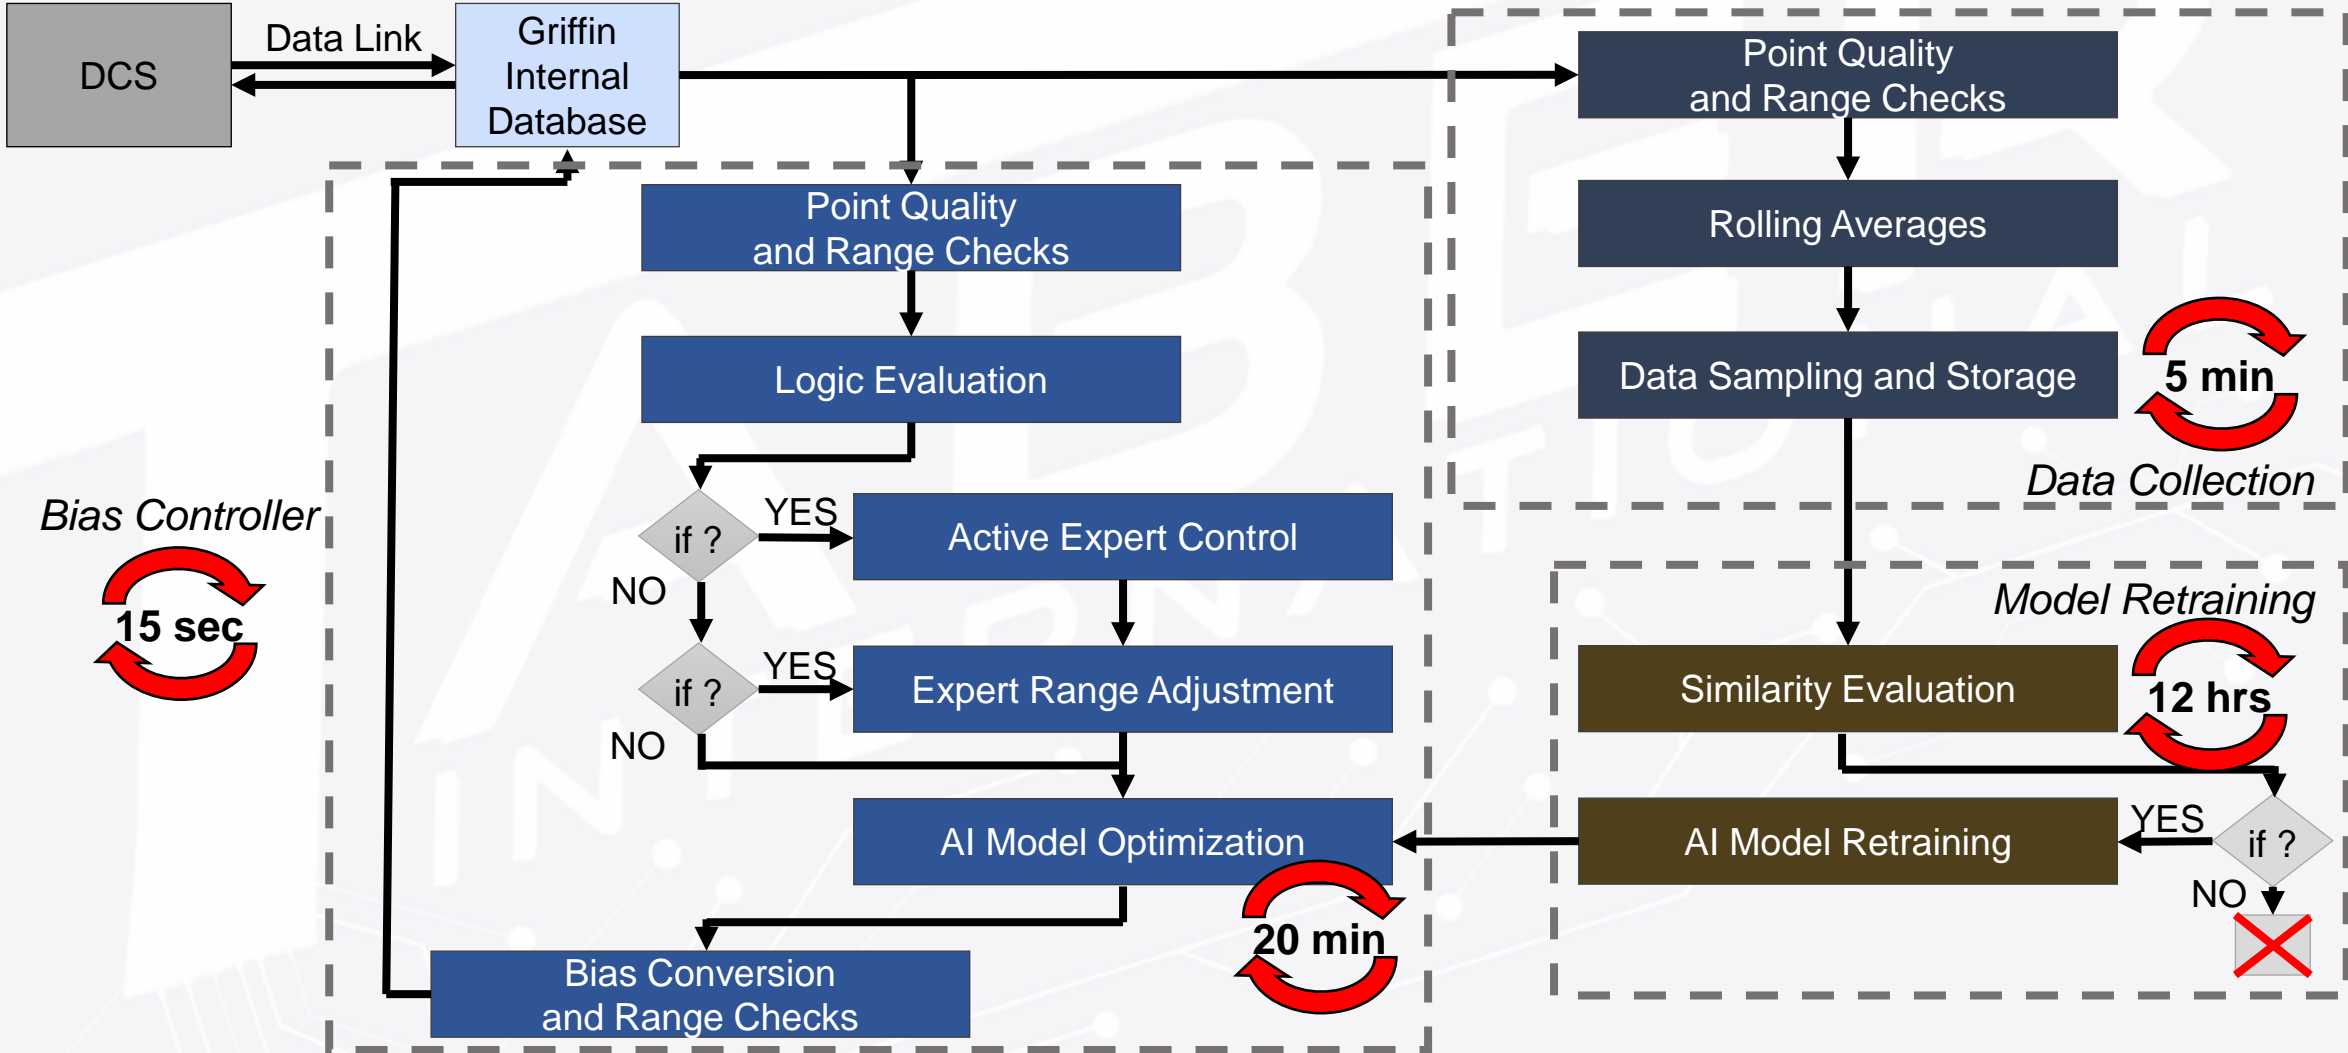 DCS
Data Link
Griffin
Internal
Database
Point Quality
and Range Checks
Rolling Averages
Data Sampling and Storage
5 min
Data Collection
Point Quality
and Range Checks
Logic Evaluation
Bias Controller
15 sec
if ?
YES
NO
Active Expert Control
if ?
YES
NO
Expert Range Adjustment
AI Model Optimization
20 min
Bias Conversion
and Range Checks
Model Retraining
Similarity Evaluation
12 hrs
if ?
YES
NO
AI Model Retraining
TABER
INTERNATIONAL